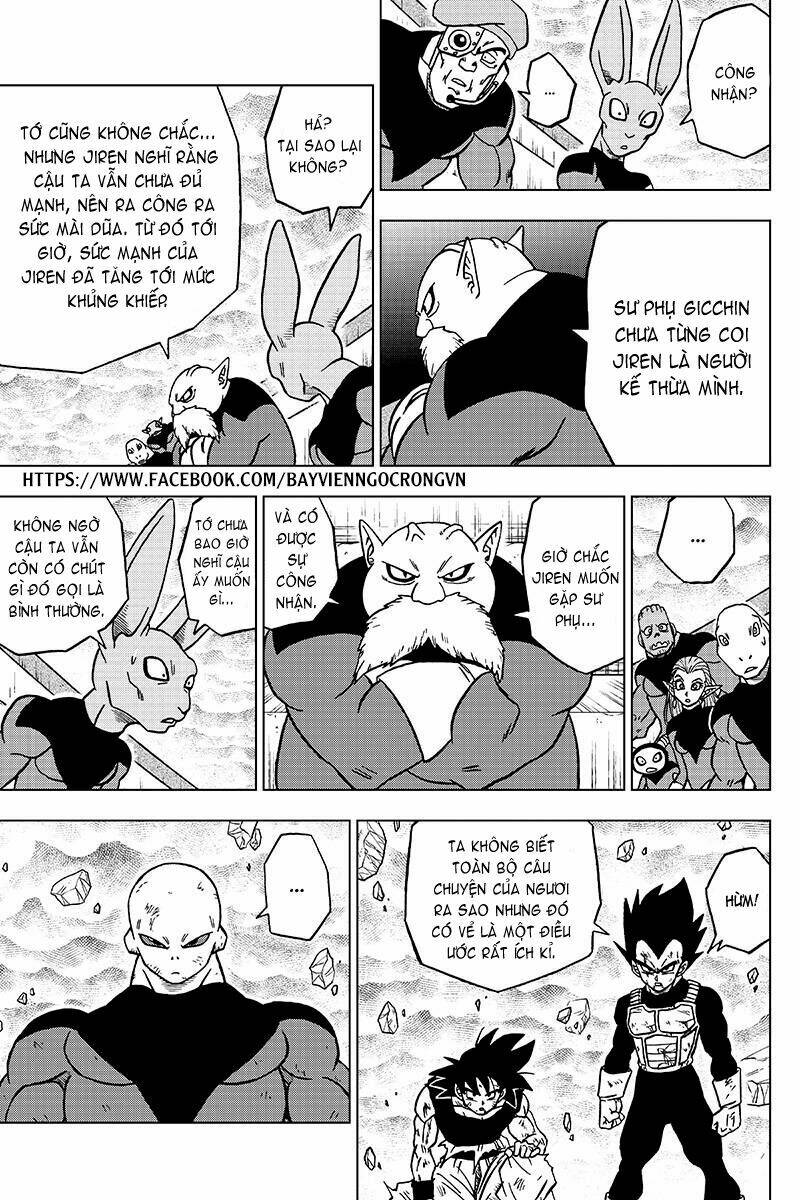 CÔNG
NHẬN?
...
SƯ PHỤ GICCHIN
CHƯA TỪNG COI
JIREN LÀ NGƯỜI
KẾ THỪA MÌNH.
HẢ?
TẠI SAO LẠI
KHÔNG?
TỚ CŨNG KHÔNG CHẮC...
NHƯNG JIREN NGHĨ RẰNG
CẬU TA VẪN CHƯA ĐỦ
MẠNH, NÊN RA CÔNG RA
SỨC MÀI DŨA. TỪ ĐÓ TỚI
GIỜ, SỨC MẠNH CỦA
JIREN ĐÃ TĂNG TỚI MỨC
KHỦNG KHIẾP.
HTTPS://WWW.FACEBOOK.COM/BAYVIENNGOCRONGVN
...
GIỜ CHẮC
JIREN MUỐN
GẶP SƯ
PHỤ...
VÀ CÓ
ĐƯỢC
SỰ
CÔNG
NHẬN.
TỚ CHƯA
BAO GIỜ
NGHĨ CẬU
ẤY MUỐN
GÌ...
KHÔNG NGỜ
CẬU TA VẪN
CÒN CÓ CHÚT
GÌ ĐÓ GỌI LÀ
BÌNH THƯỜNG.
HỪM!
TA KHÔNG BIẾT
TOÀN BỘ CÂU
CHUYỆN CỦA NGƯƠI
RA SAO NHƯNG ĐÓ
CÓ VẺ LÀ MỘT ĐIỀU
ƯỚC RẤT ÍCH KỈ.
...